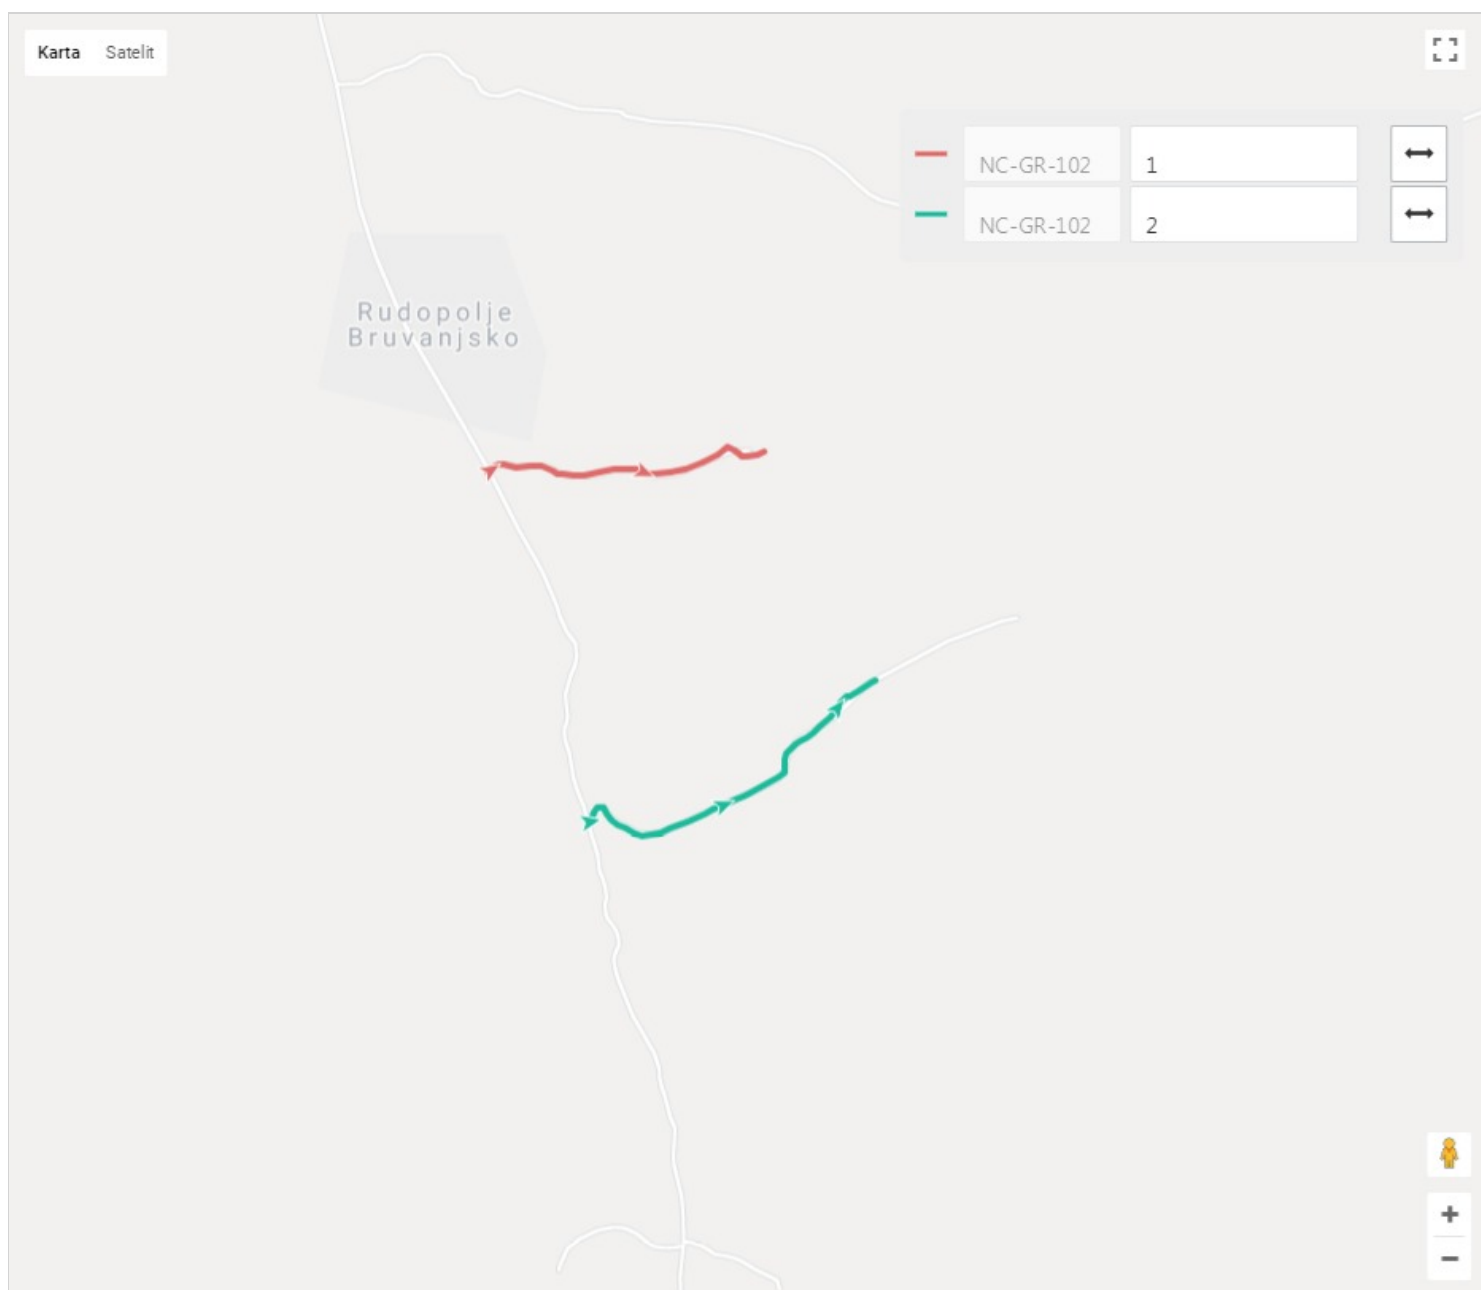 Karta Satelit
NC-GR-102 1
NC-GR-102 2
Rudopolje
Bruvanjsko